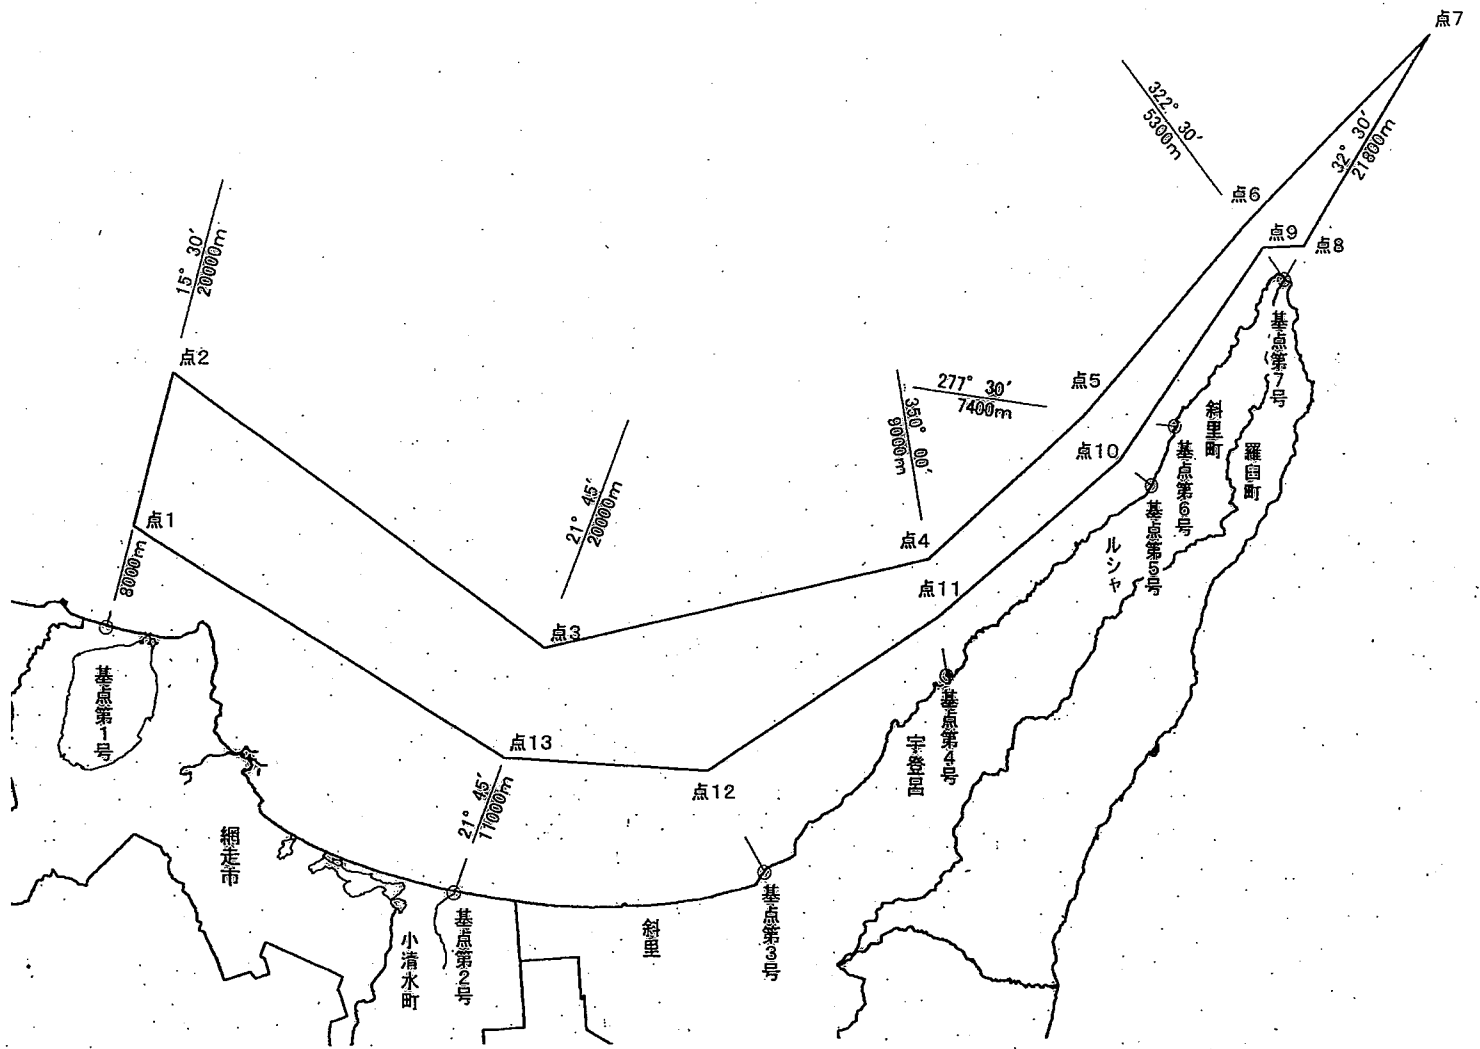 点7
322° 30′
5300m
32° 30′
21800m
点6
点9
点8
15° 30′
20000m
点2
基点第7号
点5
277° 30′
7400m
350° 00′
9000m
斜里町
羅臼町
点10
基点第6号
21° 45′
20000m
点1
点4
基点第5号
ルシャ
8000m
点11
点3
基点第1号
基点第4号
宇登呂
点13
点12
21° 45′
11000m
網走市
基点第3号
基点第2号
小清水町
斜里